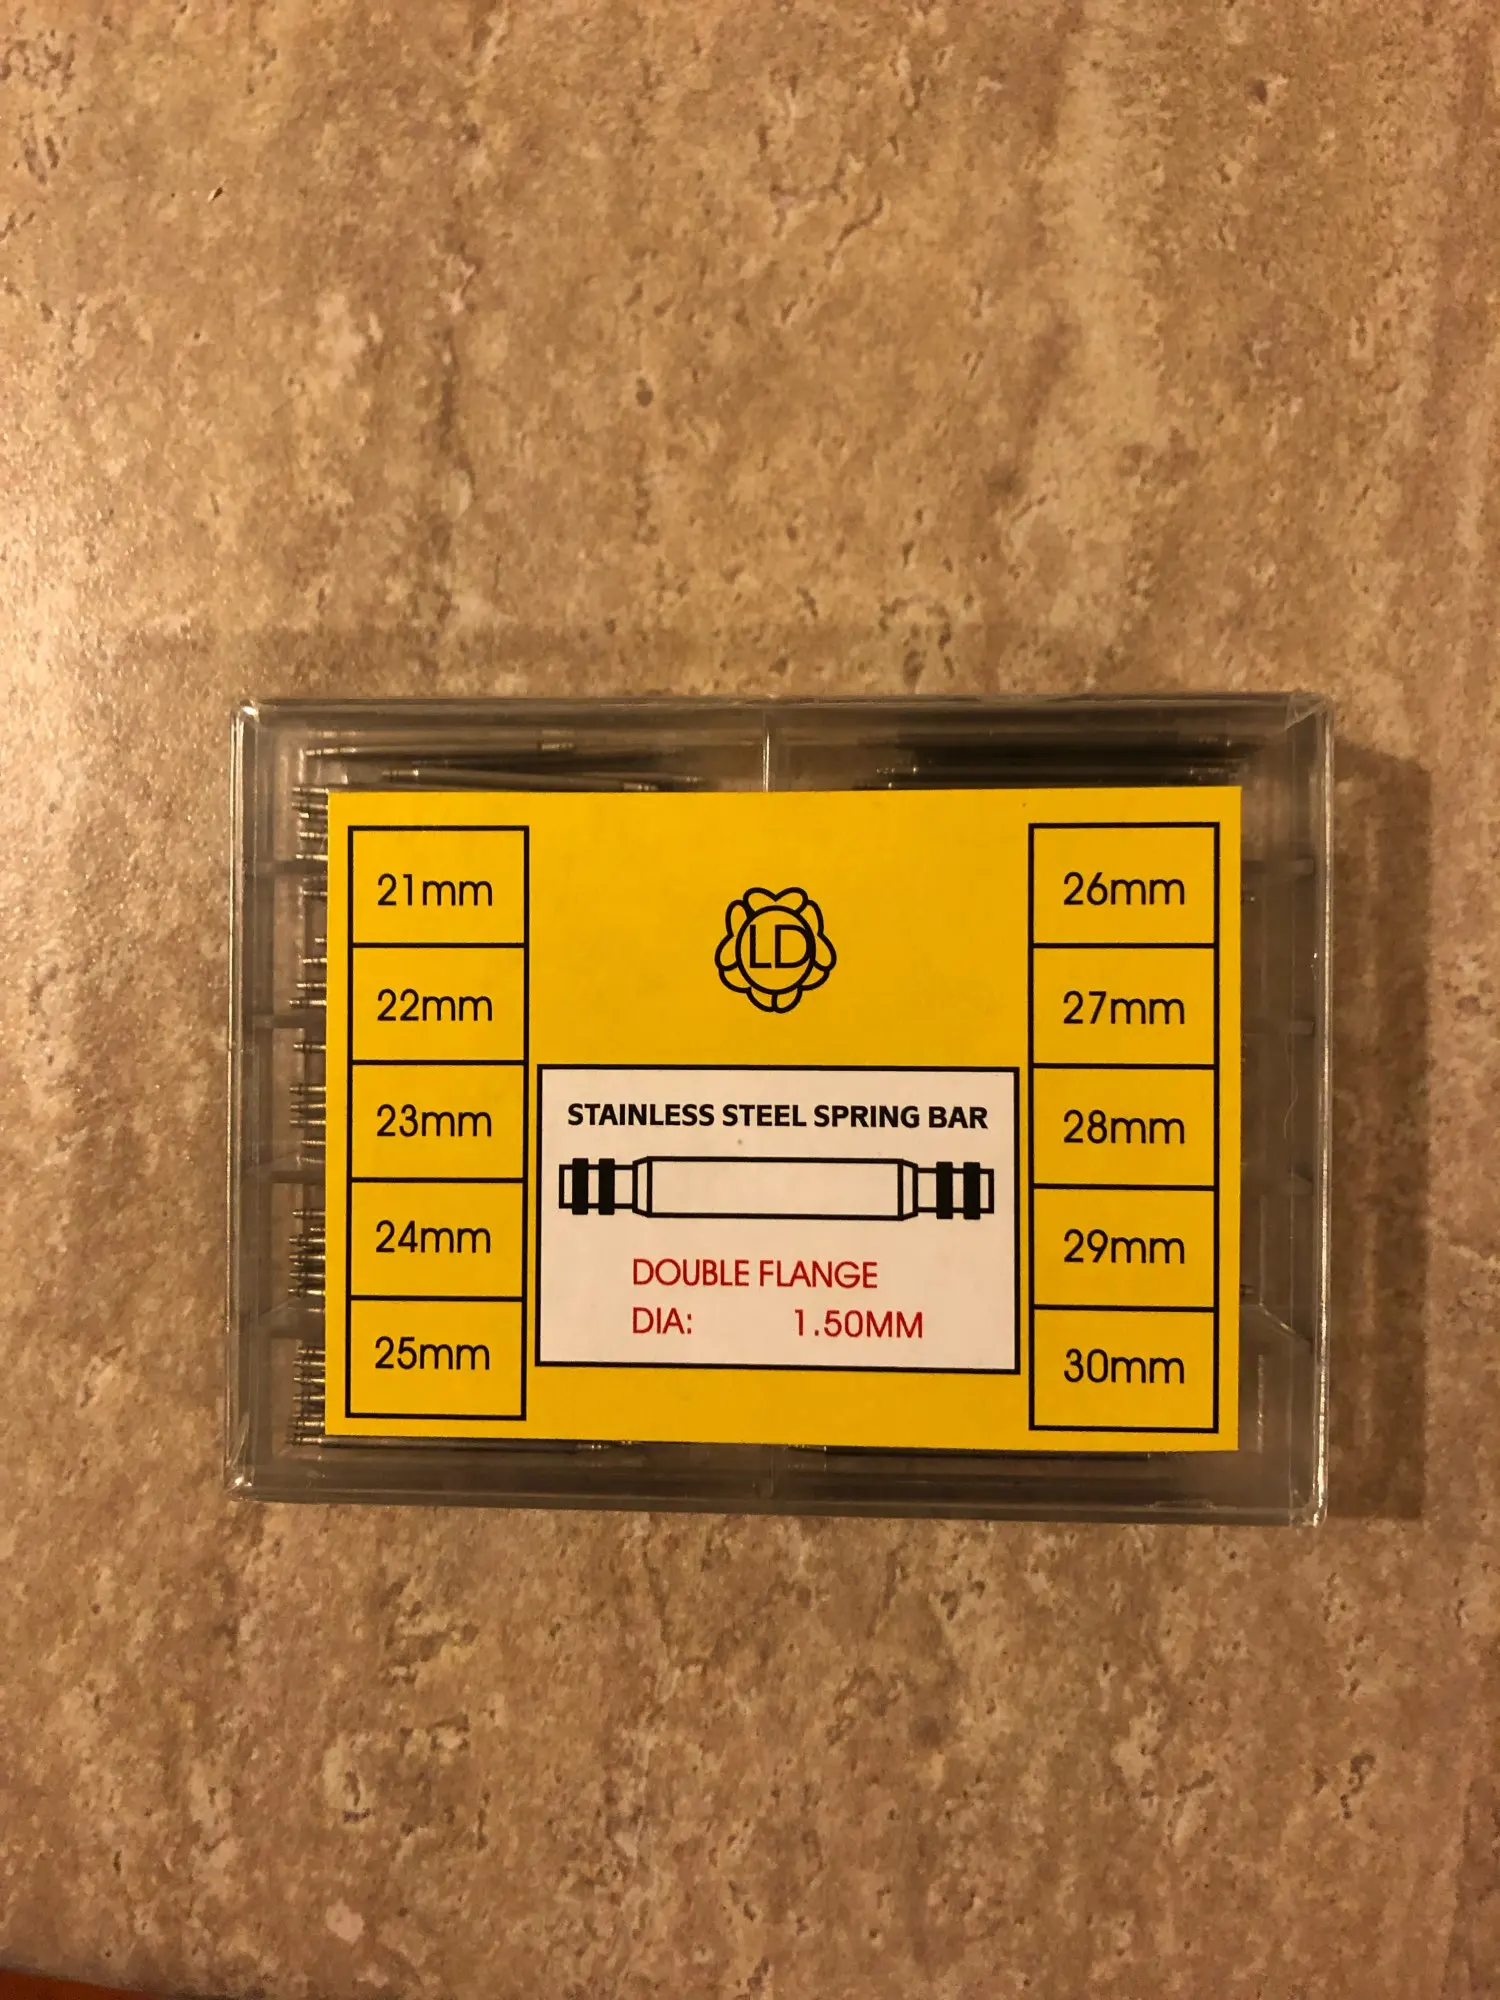 21mm
22mm
23mm
24mm
25mm
LD
STAINLESS STEEL SPRING BAR
DOUBLE FLANGE
DIA: 1.50MM
26mm
27mm
28mm
29mm
30mm